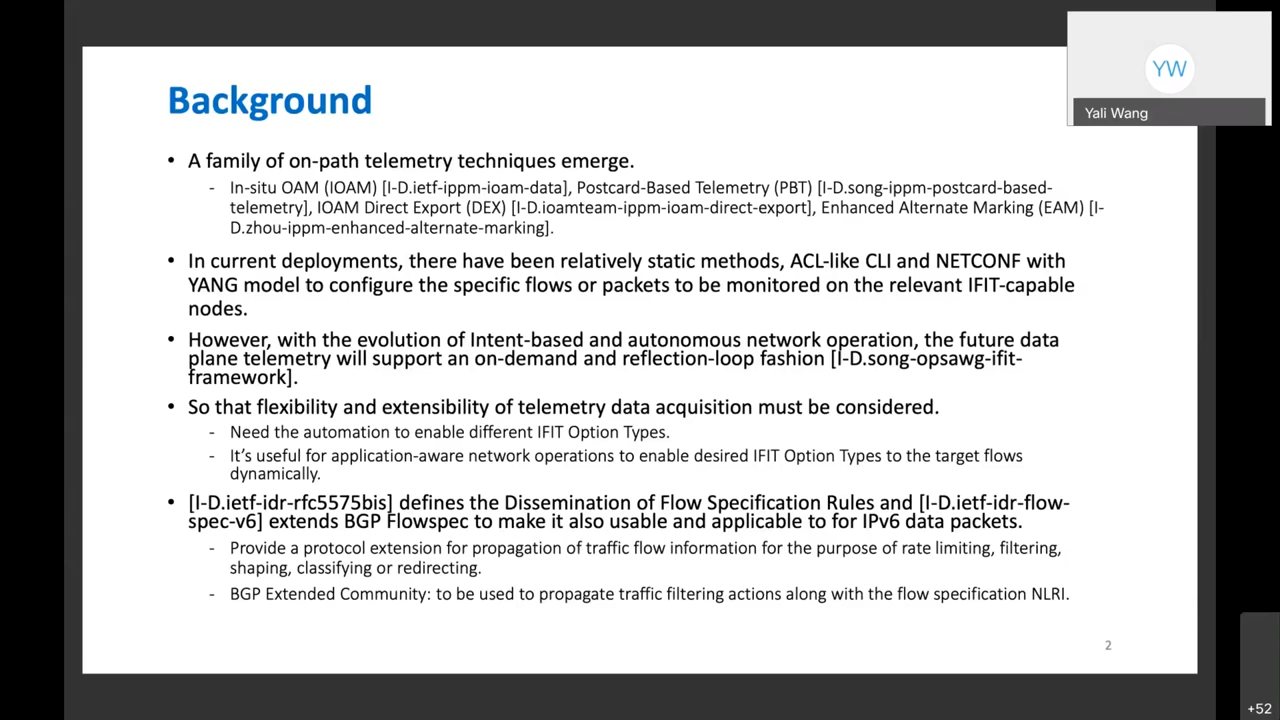 YW
Yali Wang
Background
• A family of on-path telemetry techniques emerge.
- In-situ OAM (IOAM) [I-D.ietf-ippm-ioam-data], Postcard-Based Telemetry (PBT) [I-D.song-ippm-postcard-based-
telemetry], IOAM Direct Export (DEX) [I-D.ioamteam-ippm-ioam-direct-export], Enhanced Alternate Marking (EAM) [I-
D.zhou-ippm-enhanced-alternate-marking].
• In current deployments, there have been relatively static methods, ACL-like CLI and NETCONF with
YANG model to configure the specific flows or packets to be monitored on the relevant IFIT-capable
nodes.
• However, with the evolution of Intent-based and autonomous network operation, the future data
plane telemetry will support an on-demand and reflection-loop fashion [I-D.song-opsawg-ifit-
framework].
• So that flexibility and extensibility of telemetry data acquisition must be considered.
- Need the automation to enable different IFIT Option Types.
- It's useful for application-aware network operations to enable desired IFIT Option Types to the target flows
dynamically.
• [I-D.ietf-idr-rfc5575bis] defines the Dissemination of Flow Specification Rules and [I-D.ietf-idr-flow-
spec-v6] extends BGP Flowspec to make it also usable and applicable to for IPv6 data packets.
- Provide a protocol extension for propagation of traffic flow information for the purpose of rate limiting, filtering,
shaping, classifying or redirecting.
- BGP Extended Community: to be used to propagate traffic filtering actions along with the flow specification NLRI.
2
+52